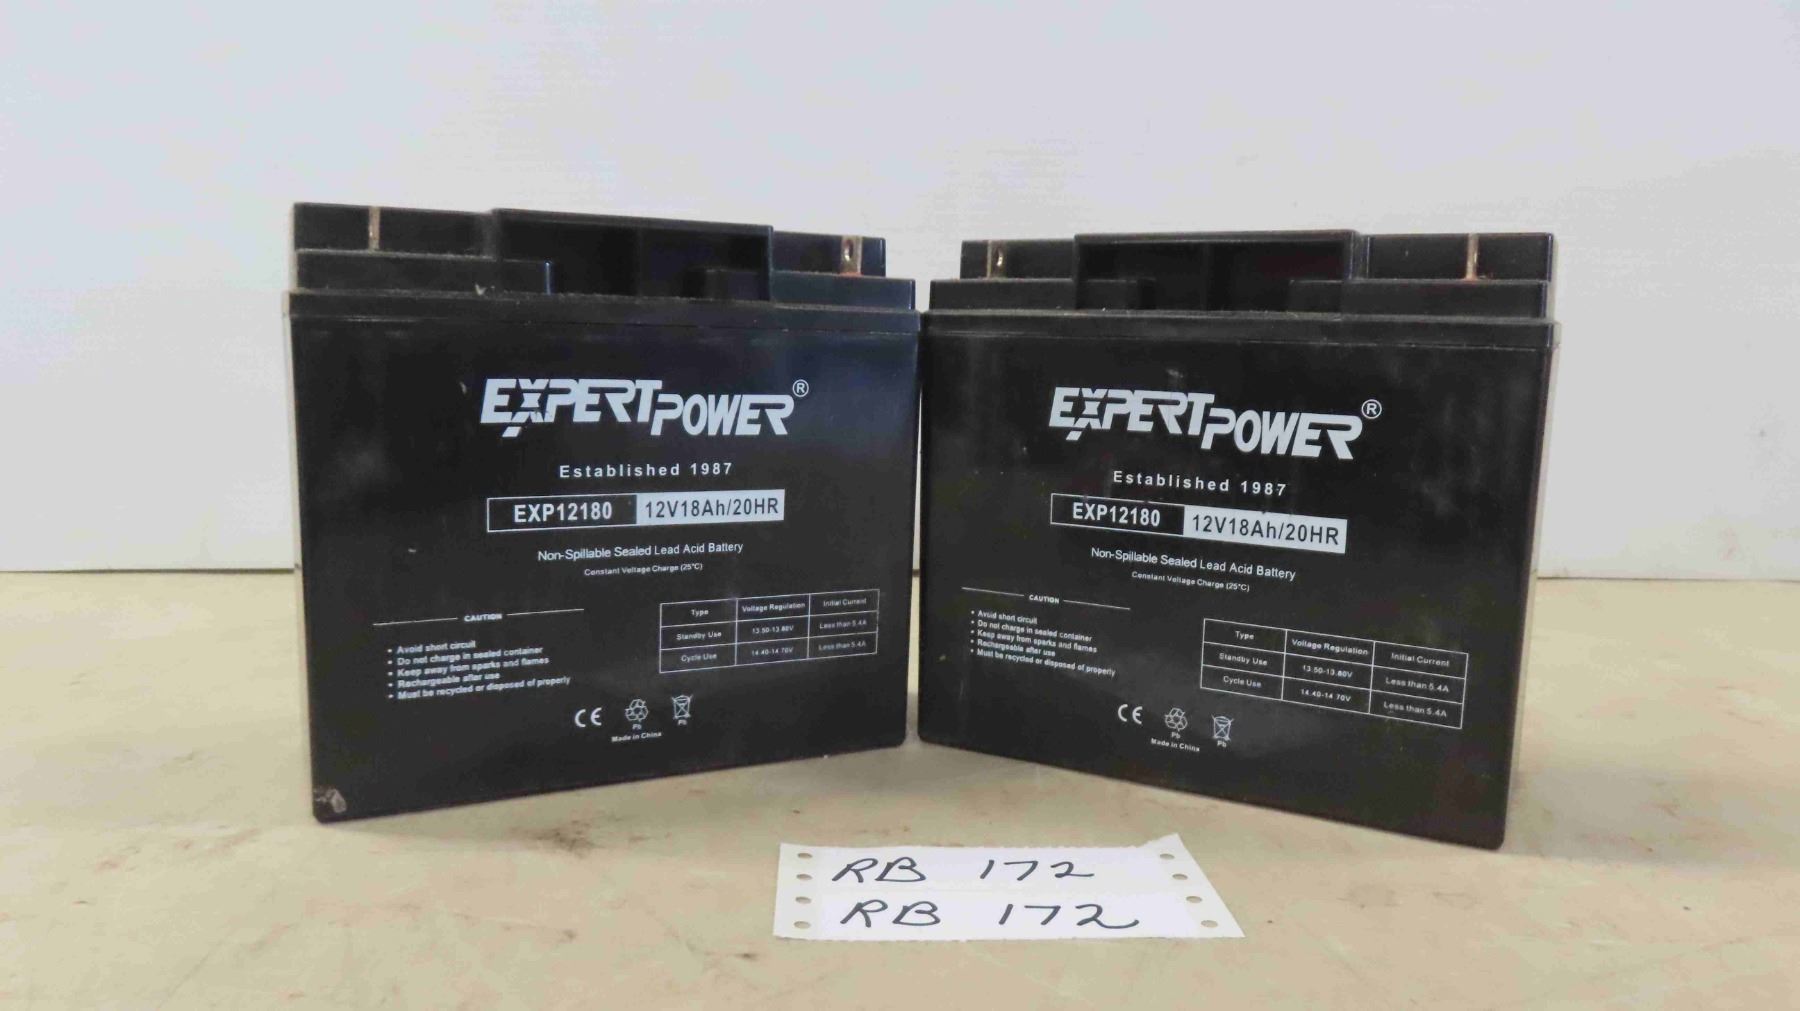 EXPERTPOWER®
Established 1987
EXP12180 12V18Ah/20HR
Non-Spillable Sealed Lead Acid Battery
Constant Voltage Charge (25°C)
CAUTION
• Avoid short circuit
• Do not charge in sealed container
• Keep away from sparks and flames
• Rechargeable after use
• Must be recycled or disposed of properly
Type Voltage Regulation Initial Current
Standby Use 13.50-13.80V Less than 5.4A
Cycle Use 14.40-14.70V Less than 5.4A
CE Pb Pb
Made in China
EXPERTPOWER®
Established 1987
EXP12180 12V18Ah/20HR
Non-Spillable Sealed Lead Acid Battery
Constant Voltage Charge (25°C)
CAUTION
• Avoid short circuit
• Do not charge in sealed container
• Keep away from sparks and flames
• Rechargeable after use
• Must be recycled or disposed of properly
Type Voltage Regulation Initial Current
Standby Use 13.50-13.80V Less than 5.4A
Cycle Use 14.40-14.70V Less than 5.4A
CE Pb Pb
Made in China
RB 172
RB 172